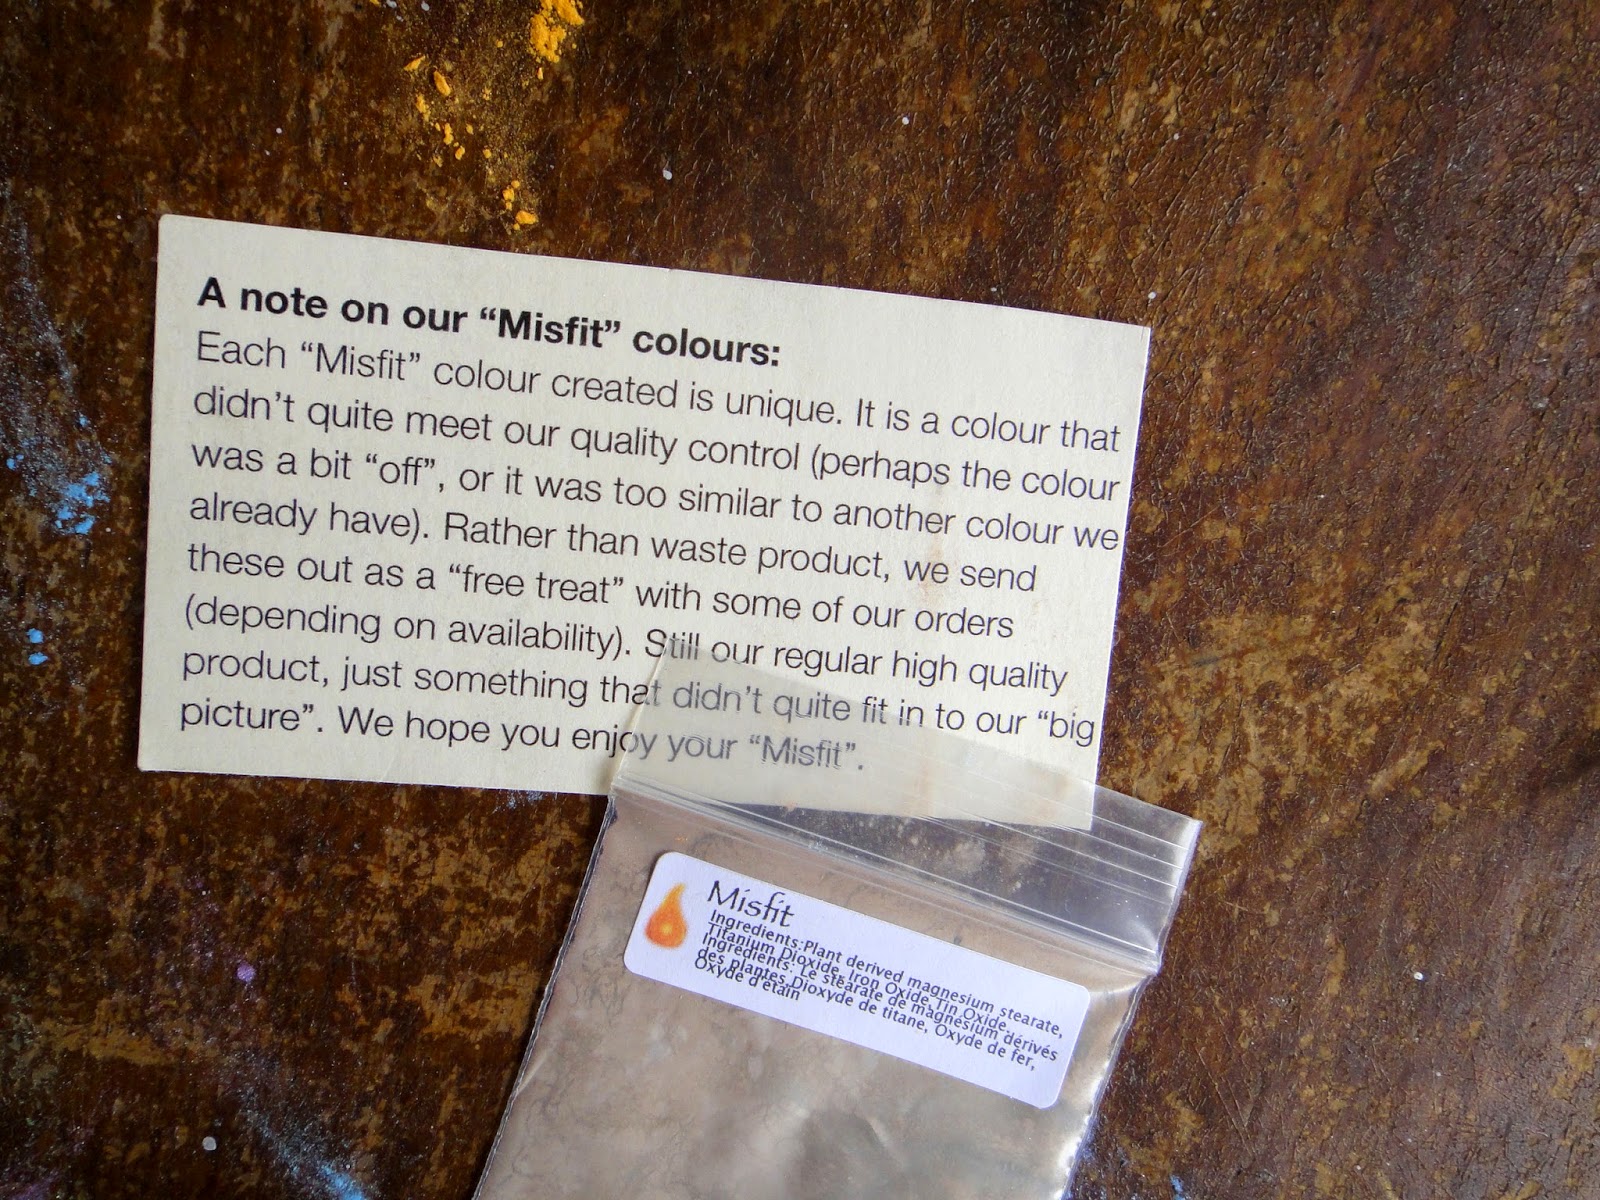 A note on our “Misfit” colours:
Each “Misfit” colour created is unique. It is a colour that
didn’t quite meet our quality control (perhaps the colour
was a bit “off”, or it was too similar to another colour we
already have). Rather than waste product, we send
these out as a “free treat” with some of our orders
(depending on availability). Still our regular high quality
product, just something that didn’t quite fit in to our “big
picture”. We hope you enjoy your “Misfit”.
Misfit
Ingredients:Plant derived magnesium stearate,
Titanium Dioxide, Iron Oxide,Tin Oxide.
Ingrédients: Le stéarate de magnésium dérivés
des plantes,Dioxyde de titane, Oxyde de fer,
Oxyde d'étain